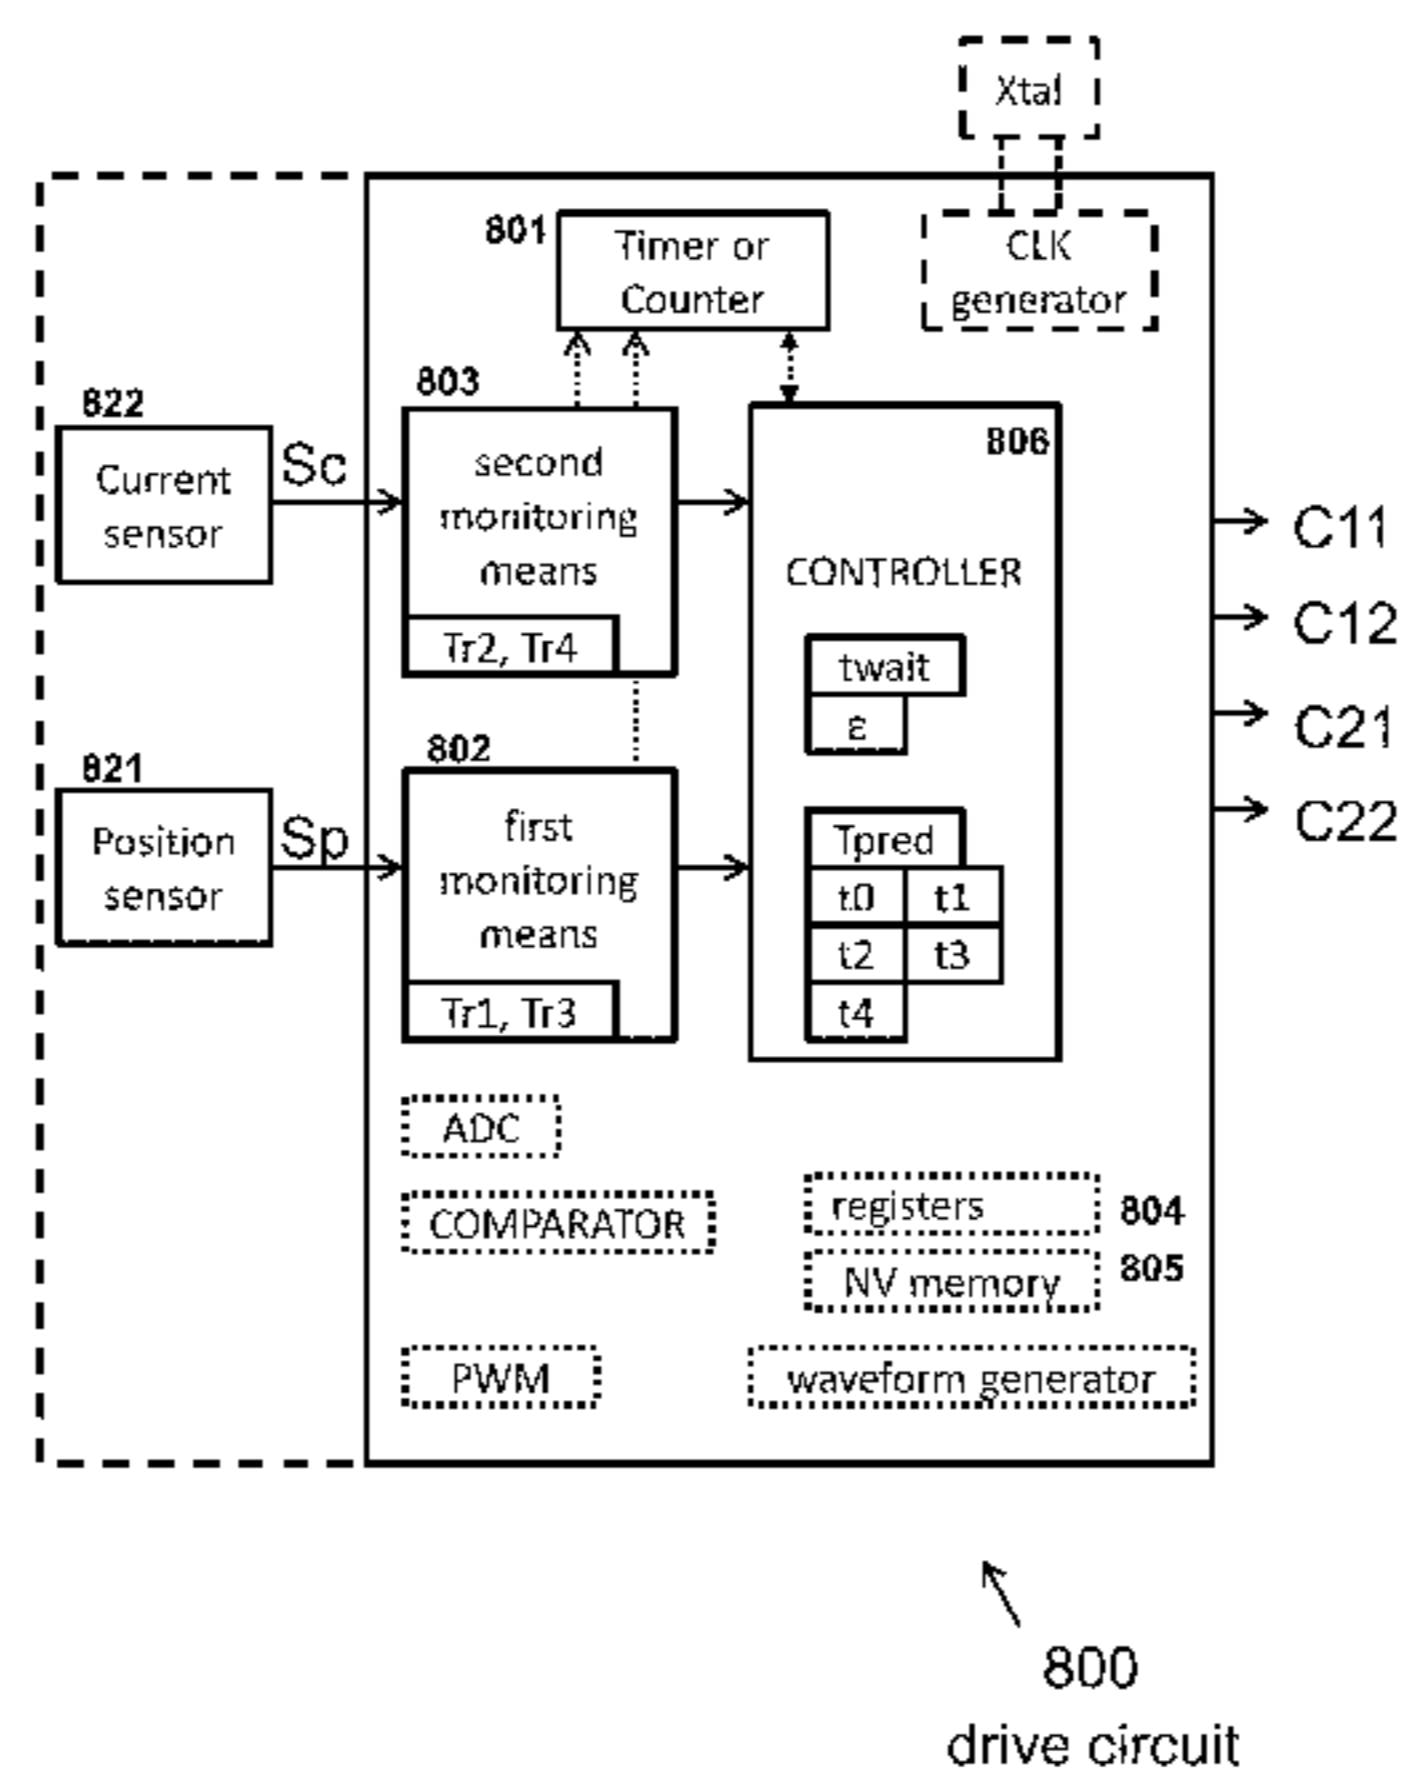 Xtal
801
Timer or
Counter
CLK
generator
803
822
Current
sensor
Sc
second
monitoring
means
Tr2, Tr4
806
CONTROLLER
twait
ε
C11
C12
C21
C22
802
821
Position
sensor
Sp
first
monitoring
means
Tr1, Tr3
Tpred
t0 t1
t2 t3
t4
ADC
COMPARATOR
registers 804
NV memory 805
PWM
waveform generator
800
drive circuit